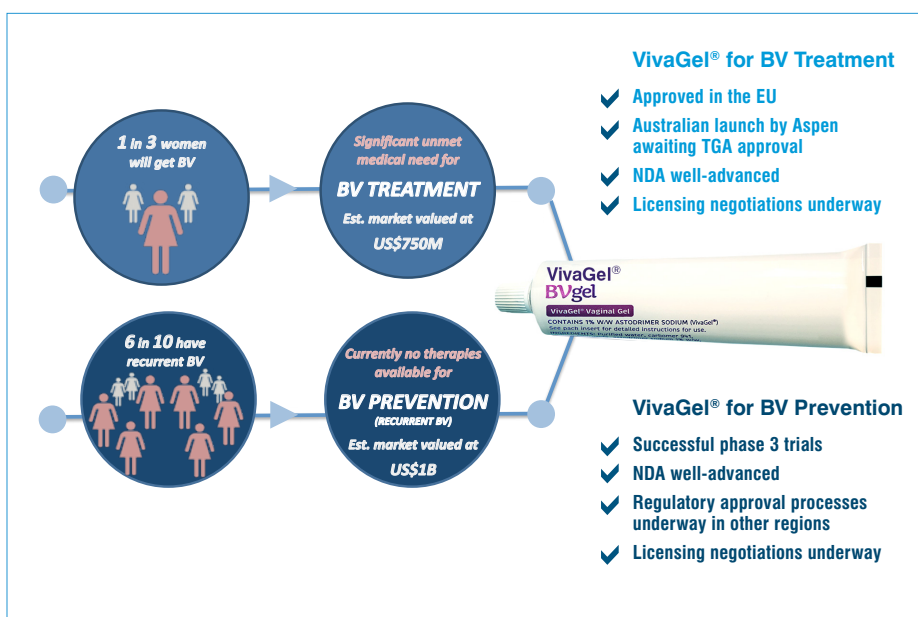 1 in 3 women
will get BV
Significant unmet
medical need for
BV TREATMENT
Est. market valued at
US$750M
6 in 10 have
recurrent BV
Currently no therapies
available for
BV PREVENTION
(RECURRENT BV)
Est. market valued at
US$1B
VivaGel®
BVgel
VivaGel® Vaginal Gel
CONTAINS 1% W/W ASTODRIMER SODIUM (VivaGel®)
See pack insert for detailed instructions for use.
INGREDIENTS: Purified water, carbomer
VivaGel® for BV Treatment
Approved in the EU
Australian launch by Aspen
awaiting TGA approval
NDA well-advanced
Licensing negotiations underway
VivaGel® for BV Prevention
Successful phase 3 trials
NDA well-advanced
Regulatory approval processes
underway in other regions
Licensing negotiations underway